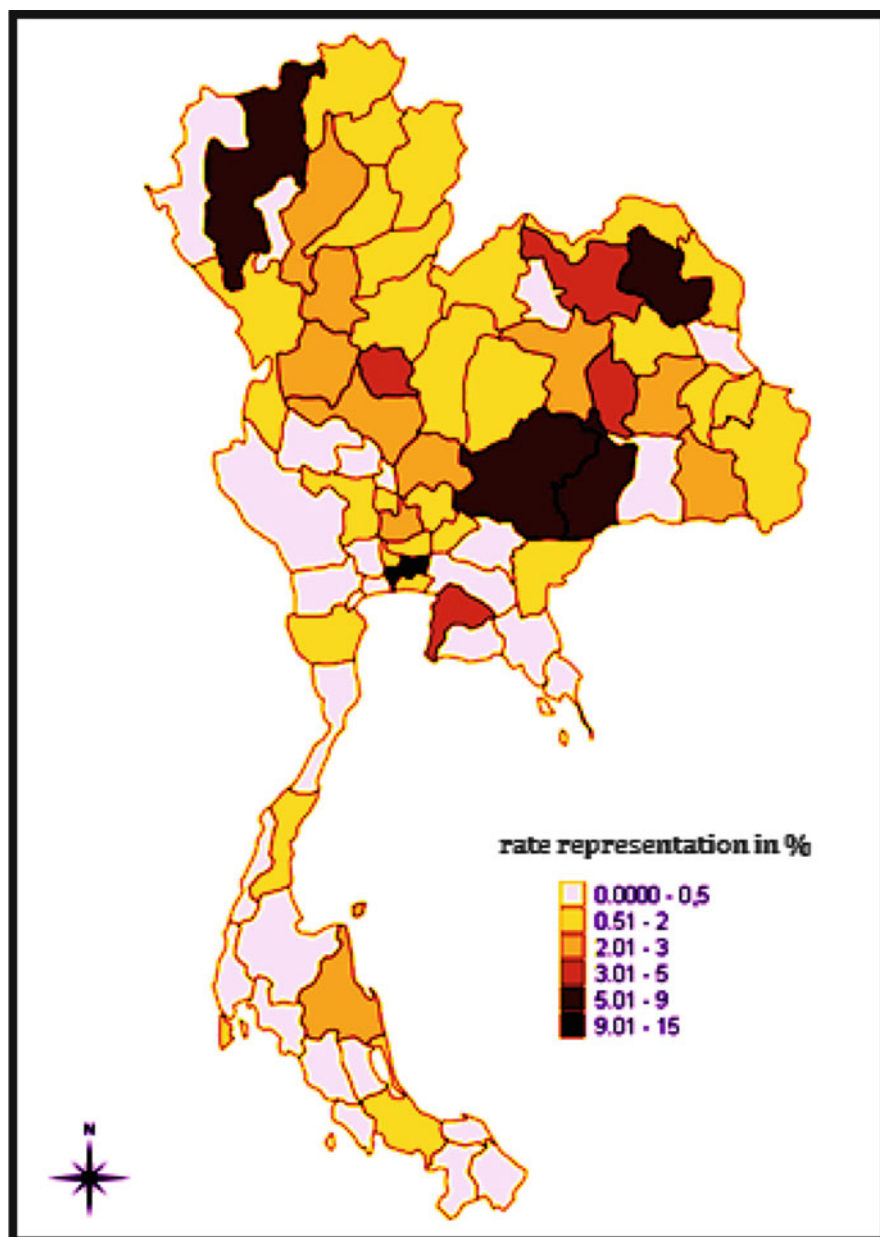 rate representation in %
0.0000 - 0,5
0.51 - 2
2.01 - 3
3.01 - 5
5.01 - 9
9.01 - 15
N